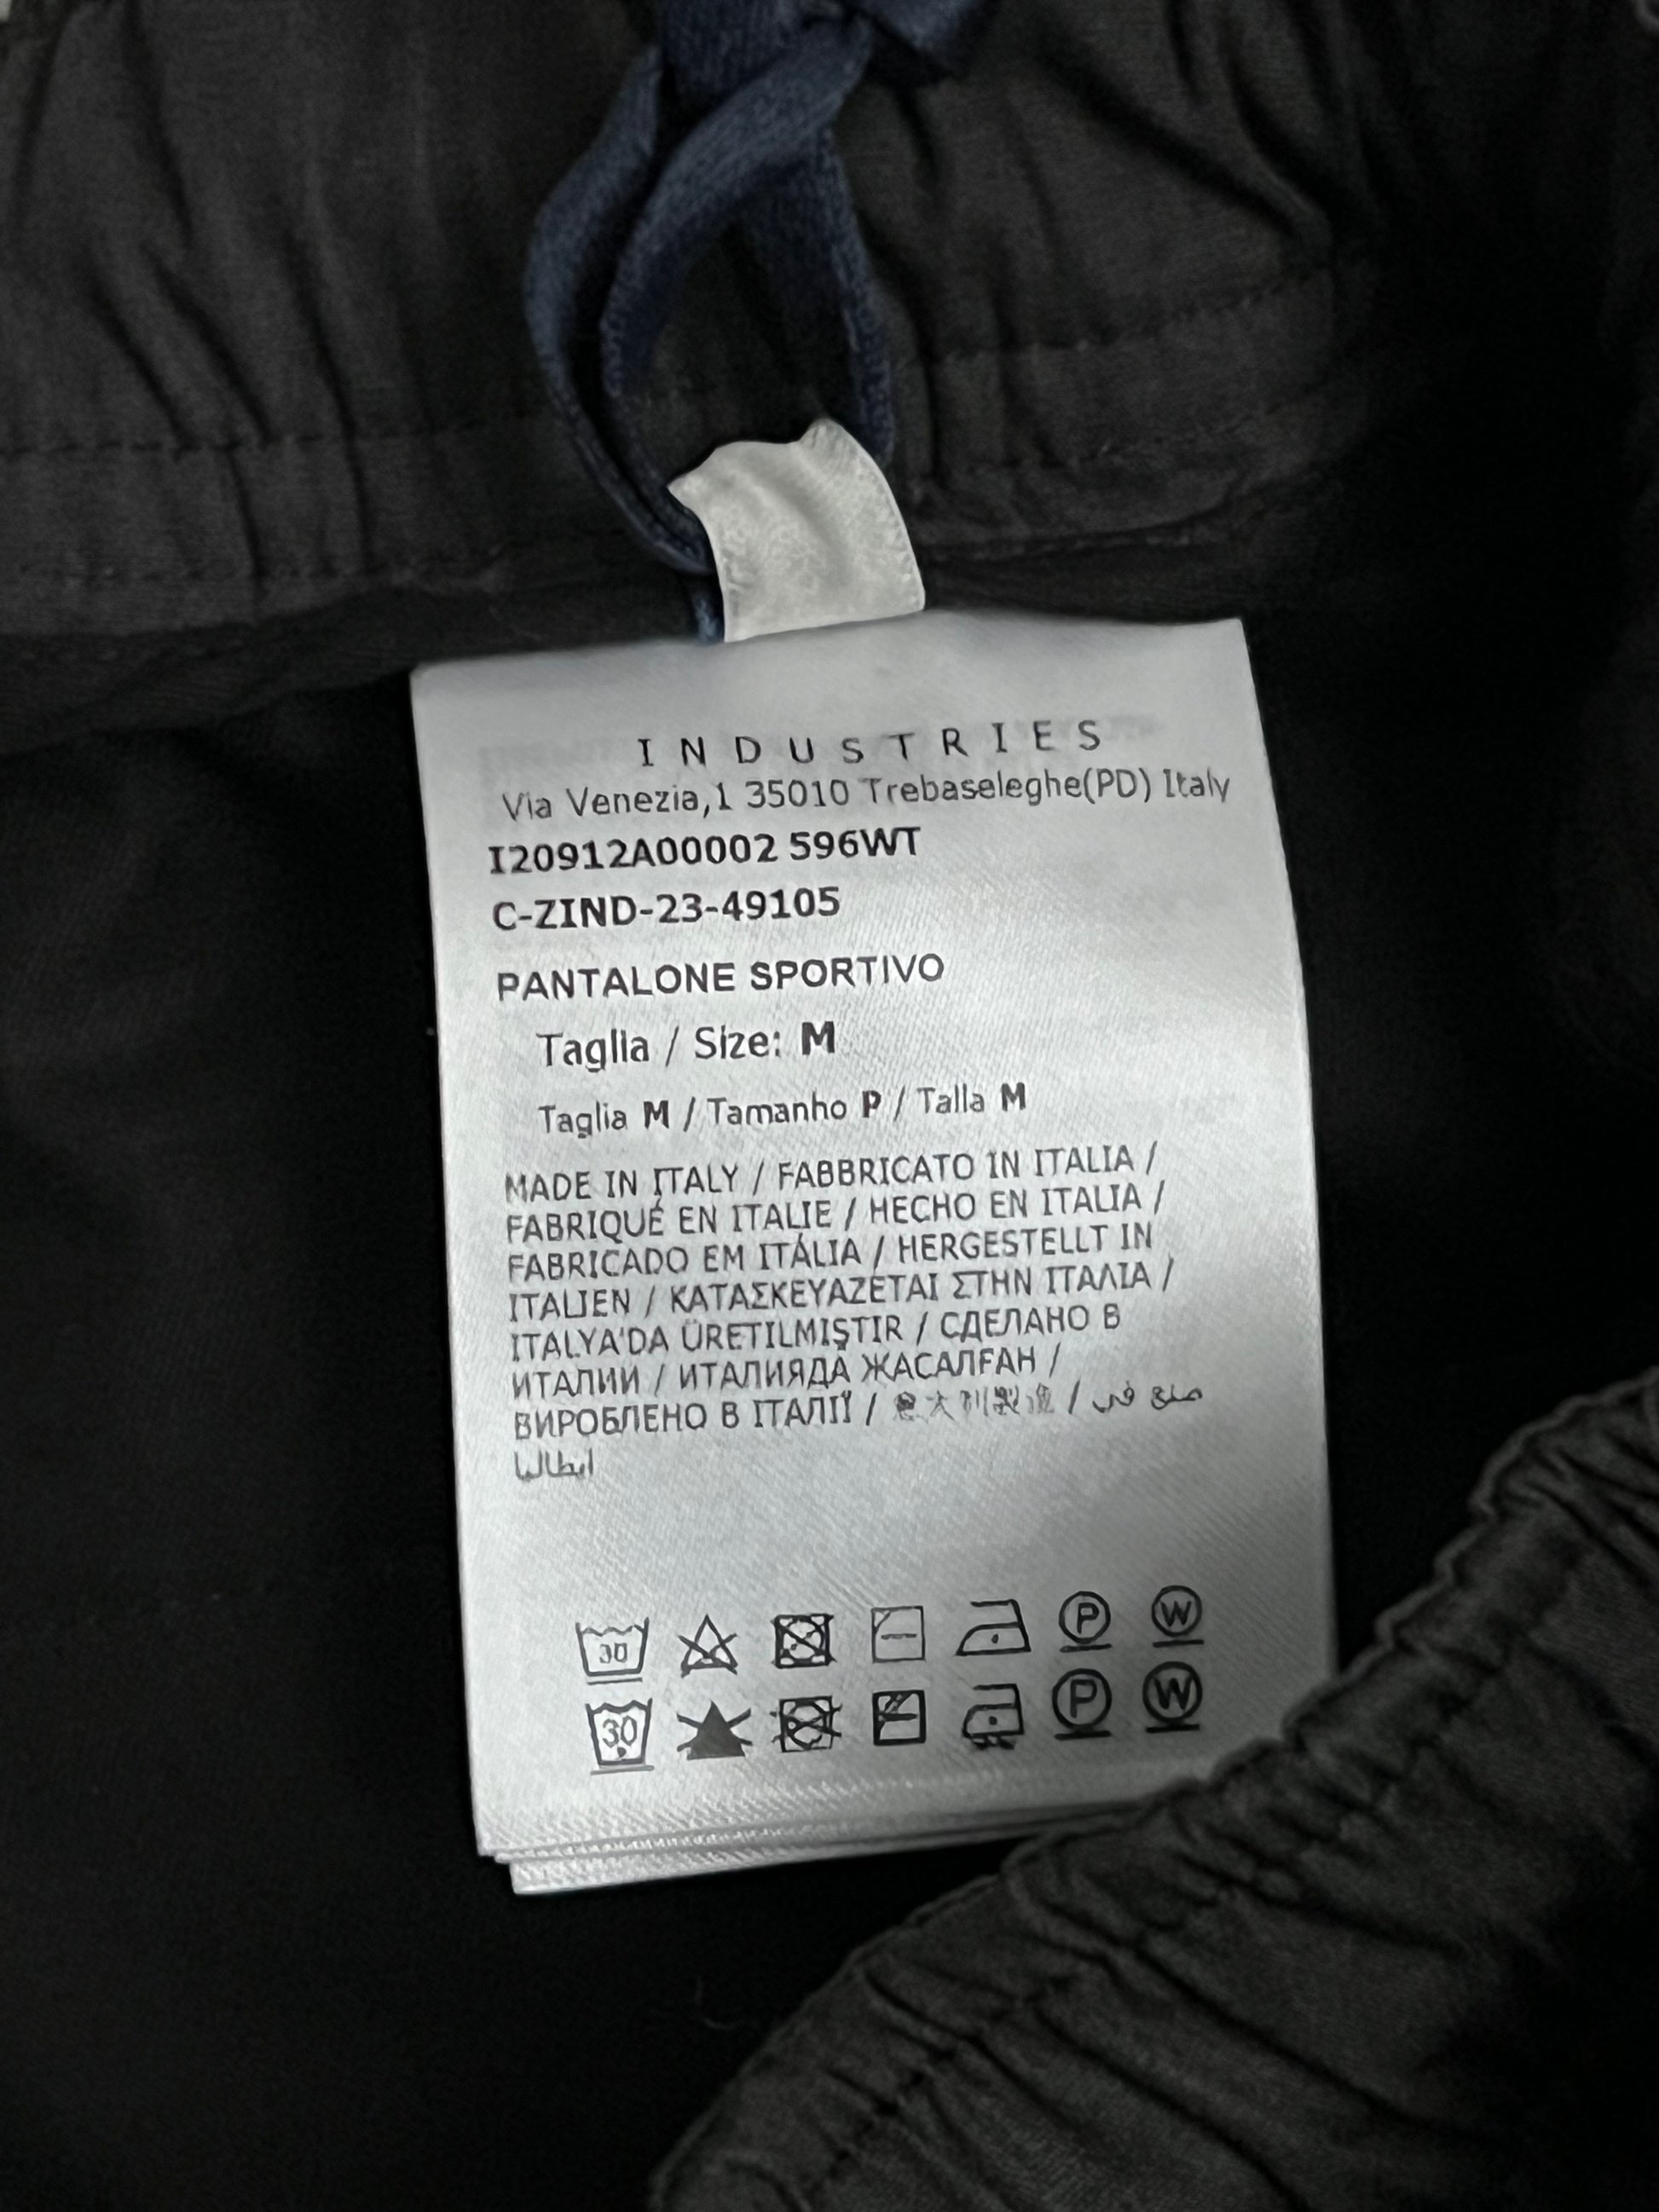 INDUSTRIES
Via Venezia,1 35010 Trebaseleghe(PD) Italy
I20912A00002 596WT
C-ZIND-23-49105
PANTALONE SPORTIVO
Taglia / Size: M
Taglia M / Tamanho P / Talla M
MADE IN ITALY / FABBRICATO IN ITALIA /
FABRIQUÉ EN ITALIE / HECHO EN ITALIA /
FABRICADO EM ITÁLIA / HERGESTELLT IN
ITALIEN / ΚΑΤΑΣΚΕΥΑΖΕΤΑΙ ΣΤΗΝ ΙΤΑΛΙΑ /
ITALYA'DA ÜRETILMIŞTIR / СДЕЛАНО В
ИТАЛИИ / ИТАЛИЯДА ЖАСАЛҒАН /
ВИРОБЛЕНО В ІТАЛІЇ / 意大利製造 / صنع في
ايطاليا
30 P W
30 P W